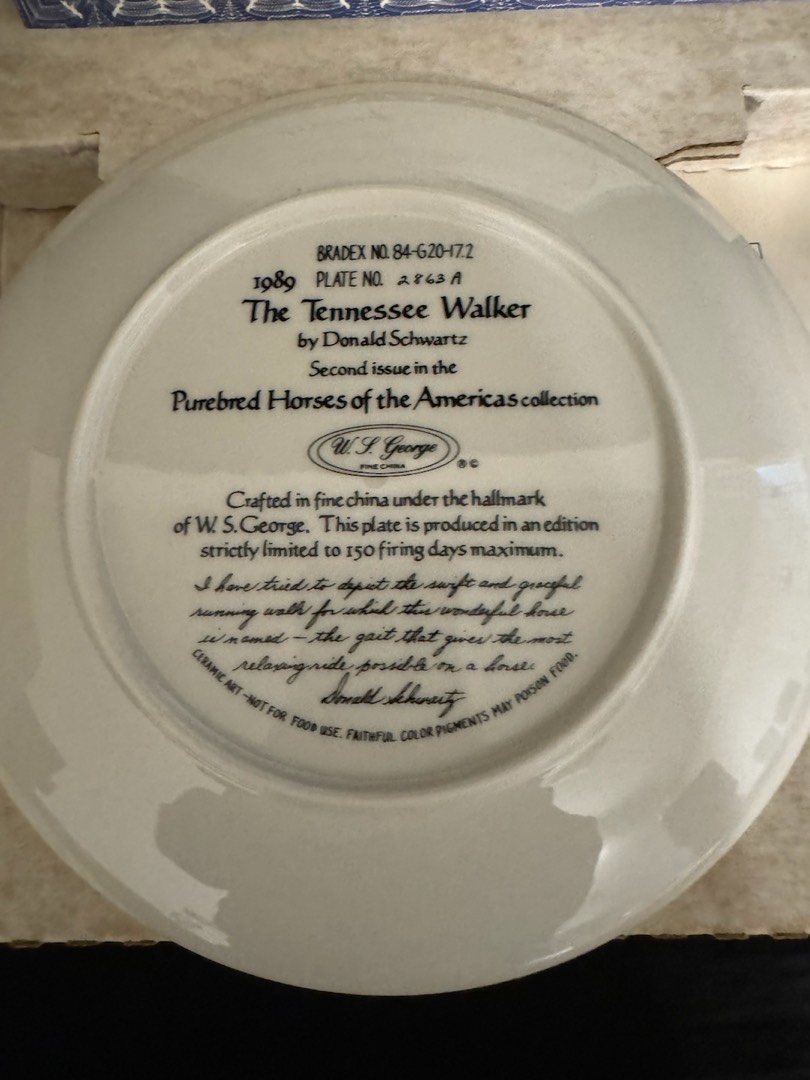 BRADEX NO. 84-G20-17.2
1989 PLATE NO. 2863A
The Tennessee Walker
by Donald Schwartz
Second issue in the
Purebred Horses of the Americas collection
W. S. George
FINE CHINA
® ©
Crafted in fine china under the hallmark
of W. S. George. This plate is produced in an edition
strictly limited to 150 firing days maximum.
I have tried to depict the swift and graceful
running walk for which this wonderful horse
is named — the gait that gives the most
relaxing ride possible on a horse.
Donald Schwartz
CERAMIC ART – NOT FOR FOOD USE. FAITHFUL COLOR PIGMENTS MAY POISON FOOD.